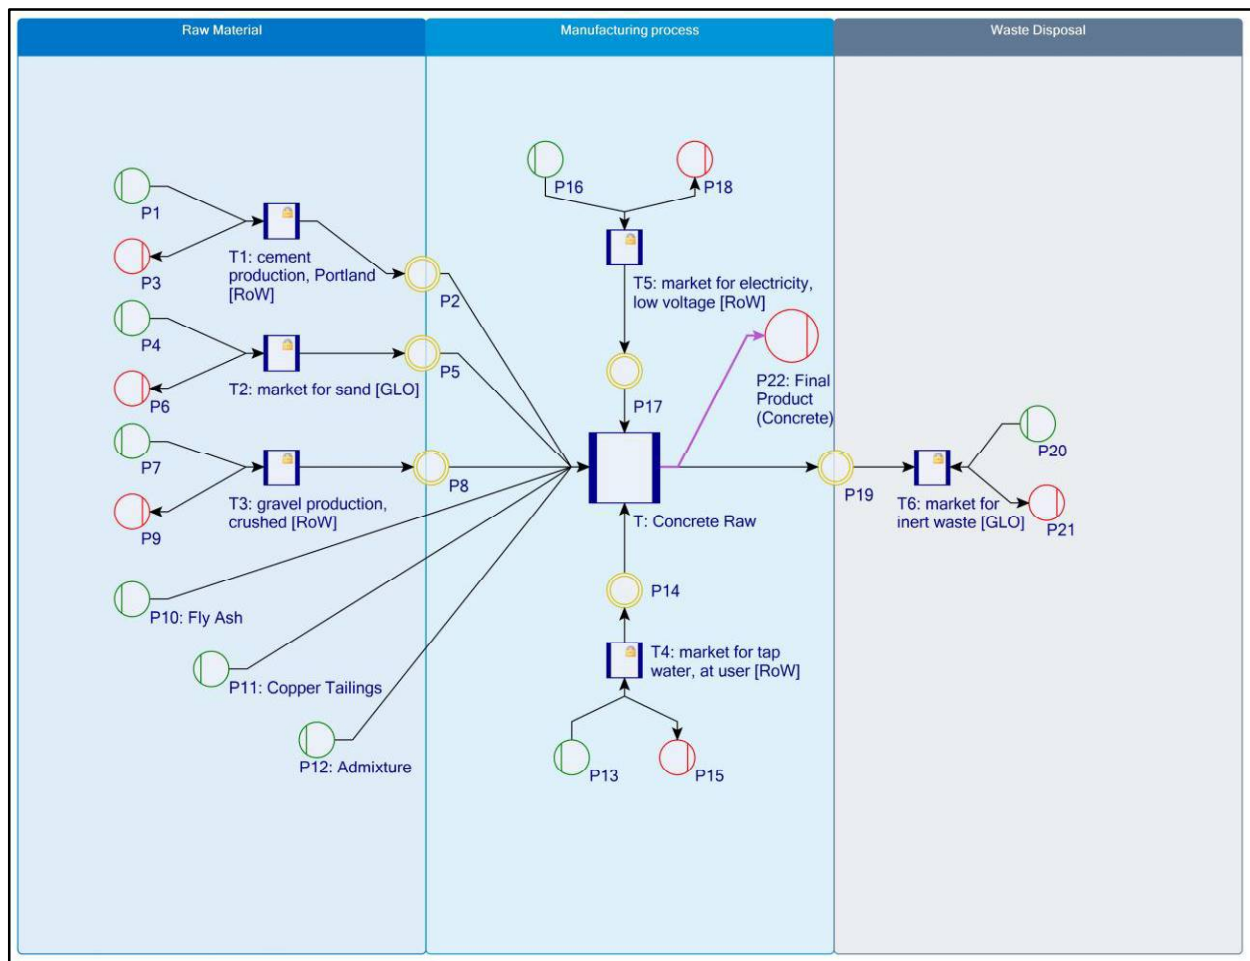 Raw Material
Manufacturing process
Waste Disposal
P1
P3
T1: cement
production, Portland
[RoW]
P2
P4
P6
T2: market for sand [GLO]
P5
P7
P9
T3: gravel production,
crushed [RoW]
P8
P10: Fly Ash
P11: Copper Tailings
P12: Admixture
P16
P18
T5: market for electricity,
low voltage [RoW]
P17
P22: Final
Product
(Concrete)
T: Concrete Raw
P14
T4: market for tap
water, at user [RoW]
P13
P15
P19
T6: market for
inert waste [GLO]
P20
P21